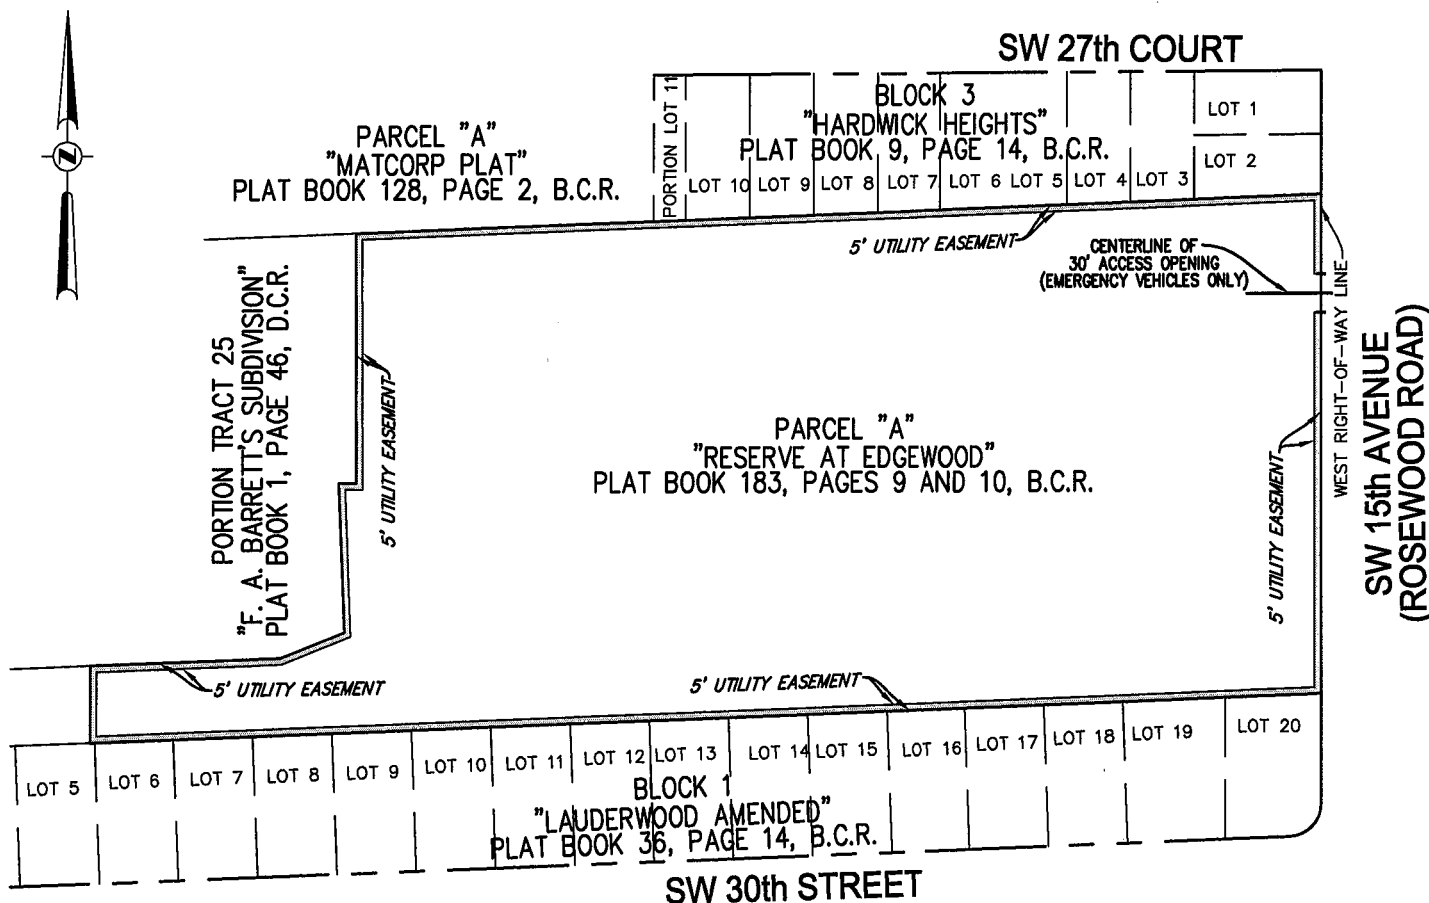 SW 27th COURT
PARCEL "A"
"MATCORP PLAT"
PLAT BOOK 128, PAGE 2, B.C.R.
PORTION LOT 11
BLOCK 3
"HARDWICK HEIGHTS"
PLAT BOOK 9, PAGE 14, B.C.R.
LOT 1
LOT 2
LOT 10
LOT 9
LOT 8
LOT 7
LOT 6
LOT 5
LOT 4
LOT 3
5' UTILITY EASEMENT
CENTERLINE OF
30' ACCESS OPENING
(EMERGENCY VEHICLES ONLY)
WEST RIGHT-OF-WAY LINE
SW 15th AVENUE
(ROSEWOOD ROAD)
PORTION TRACT 25
"F. A. BARRETT'S SUBDIVISION"
PLAT BOOK 1, PAGE 46, D.C.R.
5' UTILITY EASEMENT
PARCEL "A"
"RESERVE AT EDGEWOOD"
PLAT BOOK 183, PAGES 9 AND 10, B.C.R.
5' UTILITY EASEMENT
5' UTILITY EASEMENT
5' UTILITY EASEMENT
LOT 5
LOT 6
LOT 7
LOT 8
LOT 9
LOT 10
LOT 11
LOT 12
LOT 13
LOT 14
LOT 15
LOT 16
LOT 17
LOT 18
LOT 19
LOT 20
BLOCK 1
"LAUDERWOOD AMENDED"
PLAT BOOK 36, PAGE 14, B.C.R.
SW 30th STREET
N